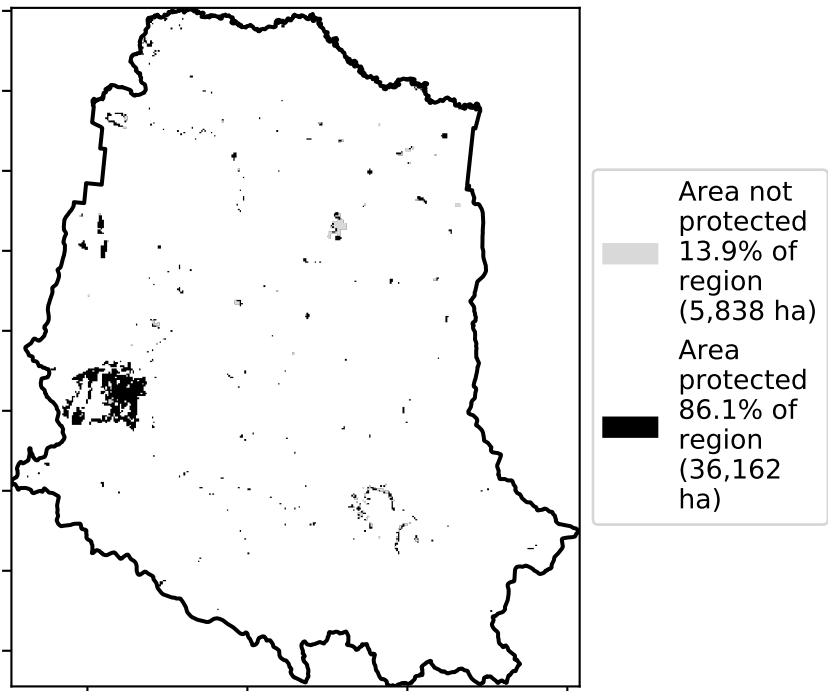 Area not
protected
13.9% of
region
(5,838 ha)
Area
protected
86.1% of
region
(36,162
ha)